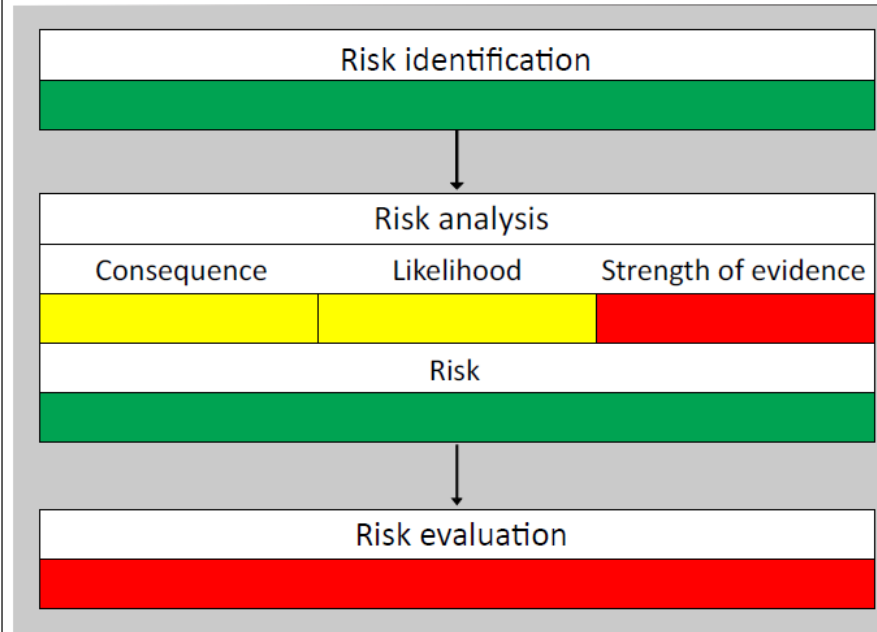 Risk identification
Risk analysis
Consequence Likelihood Strength of evidence
Risk
Risk evaluation